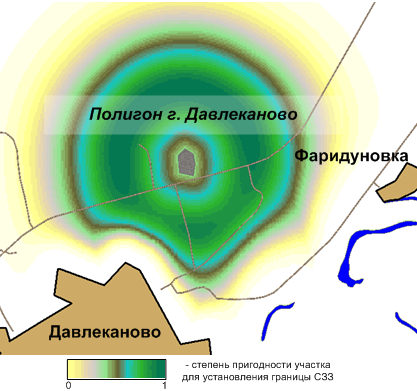 Полигон г. Давлеканово
Фаридуновка
Давлеканово
- степень пригодности участка
для установления границы СЗЗ
0 1